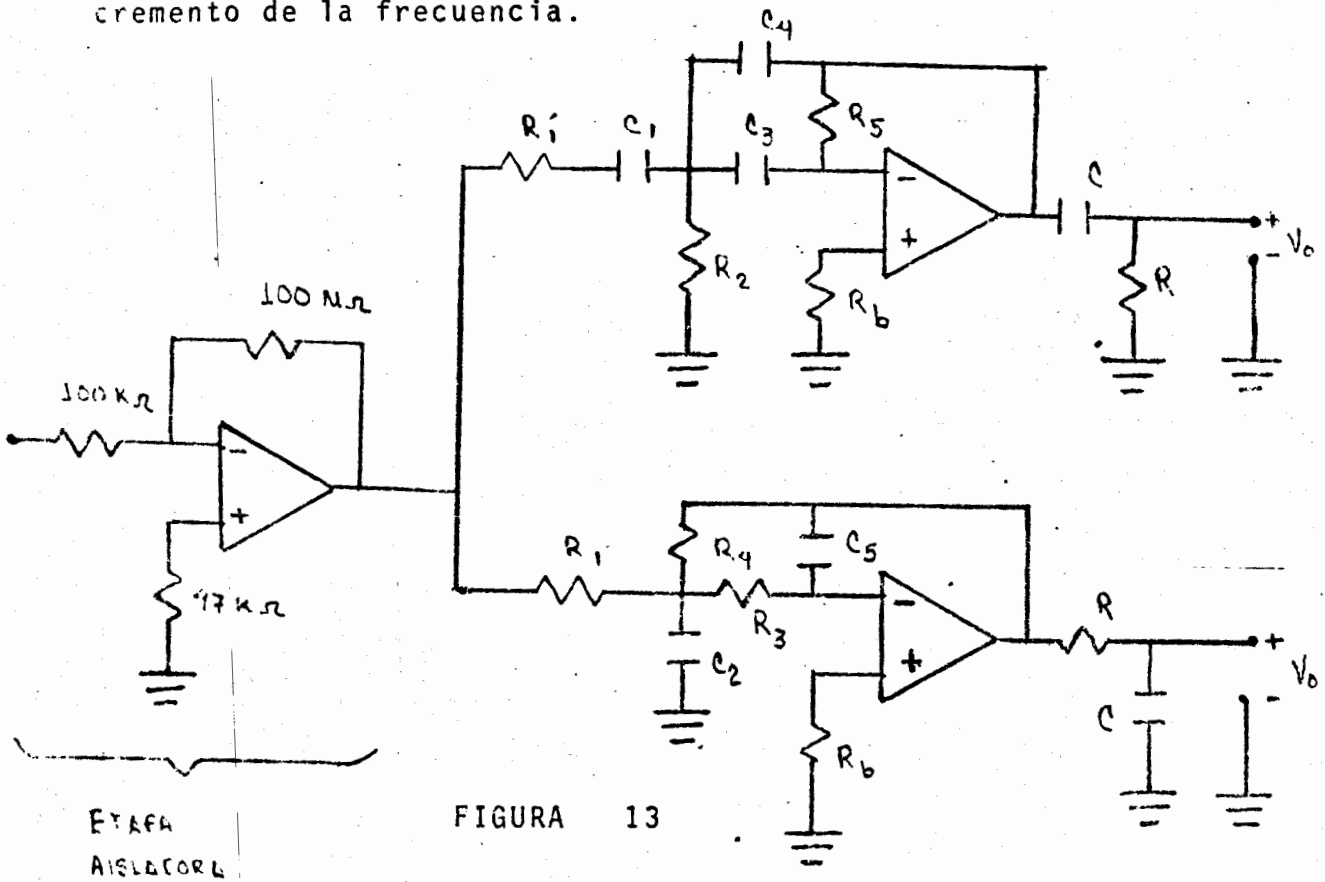 cremento de la frecuencia.
C4
R5
R1
C1
C3
C
-
+
R2
Rb
R
+
-
Vo
100 MΩ
100 KΩ
-
+
47 KΩ
R1
R4
C5
R3
C2
-
+
Rb
R
C
+
-
Vo
ETAPA
AISLADORA
FIGURA 13